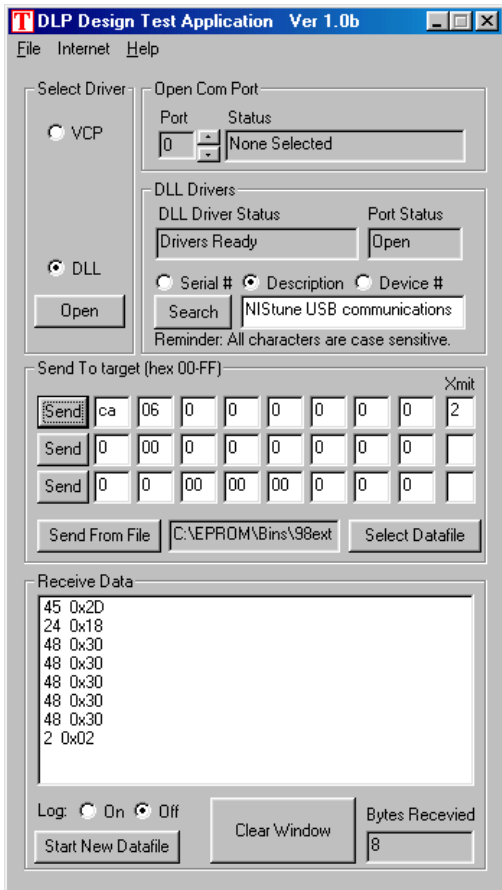 T DLP Design Test Application Ver 1.0b
File Internet Help
Select Driver
VCP
DLL
Open
Open Com Port
Port Status
0 None Selected
DLL Drivers
DLL Driver Status Port Status
Drivers Ready Open
Serial # Description Device #
Search NIStune USB communications
Reminder: All characters are case sensitive.
Send To target (hex 00-FF)
Xmit
Send ca 06 0 0 0 0 0 0 2
Send 0 00 0 0 0 0 0 0
Send 0 0 00 00 00 0 0 0
Send From File C:\EPROM\Bins\98ext Select Datafile
Receive Data
45 0x2D
24 0x18
48 0x30
48 0x30
48 0x30
48 0x30
48 0x30
2 0x02
Log: On Off
Start New Datafile
Clear Window
Bytes Recevied
8